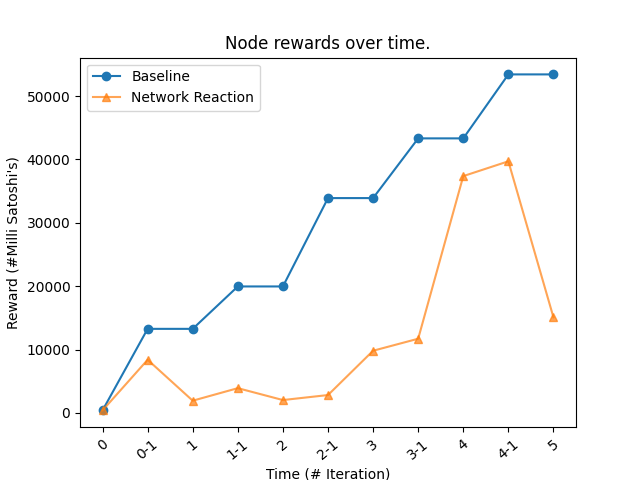 Node rewards over time.
Baseline
Network Reaction
Reward (#Milli Satoshi's)
50000
40000
30000
20000
10000
0
0 0-1 1 1-1 2 2-1 3 3-1 4 4-1 5
Time (# Iteration)